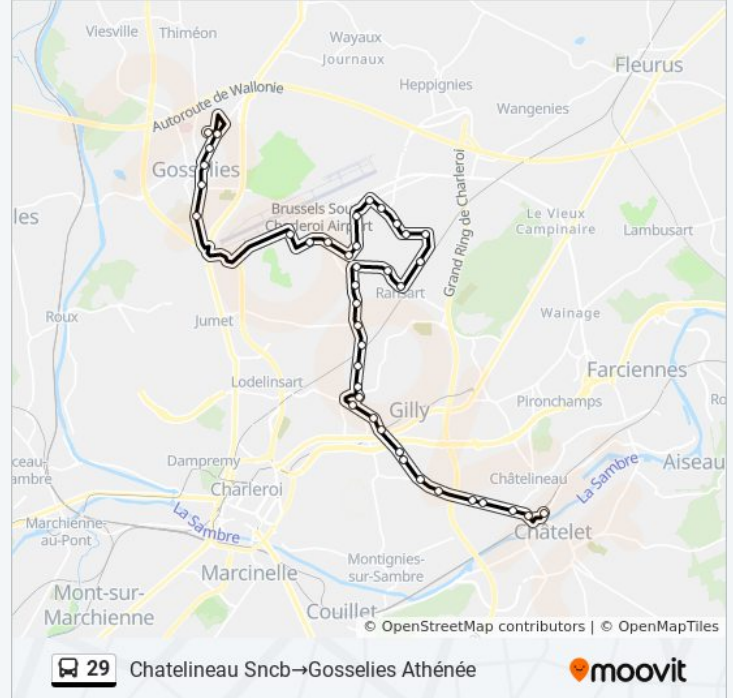 Viesville
Thiméon
Wayaux
Journaux
Fleurus
Heppignies
Autoroute de Wallonie
Wangenies
Gosselies
Grand Ring de Charleroi
les
Brussels Sou
Charleroi Airport
Le Vieux
Campinaire
Lambusart
Ransart
Roux
Jumet
Wainage
Lodelinsart
Farciennes
Pironchamps
Ro
Gilly
ceau-
ambre
Dampremy
Châtelineau
Aiseau
Charleroi
La Sambre
Marchienne-
au-Pont
La Sambre
Châtelet
Montignies-
sur-Sambre
Marcinelle
Mont-sur-
Marchienne
Couillet
© OpenStreetMap contributors | © OpenMapTiles
29 Chatelineau Sncb→Gosselies Athénée
moovit